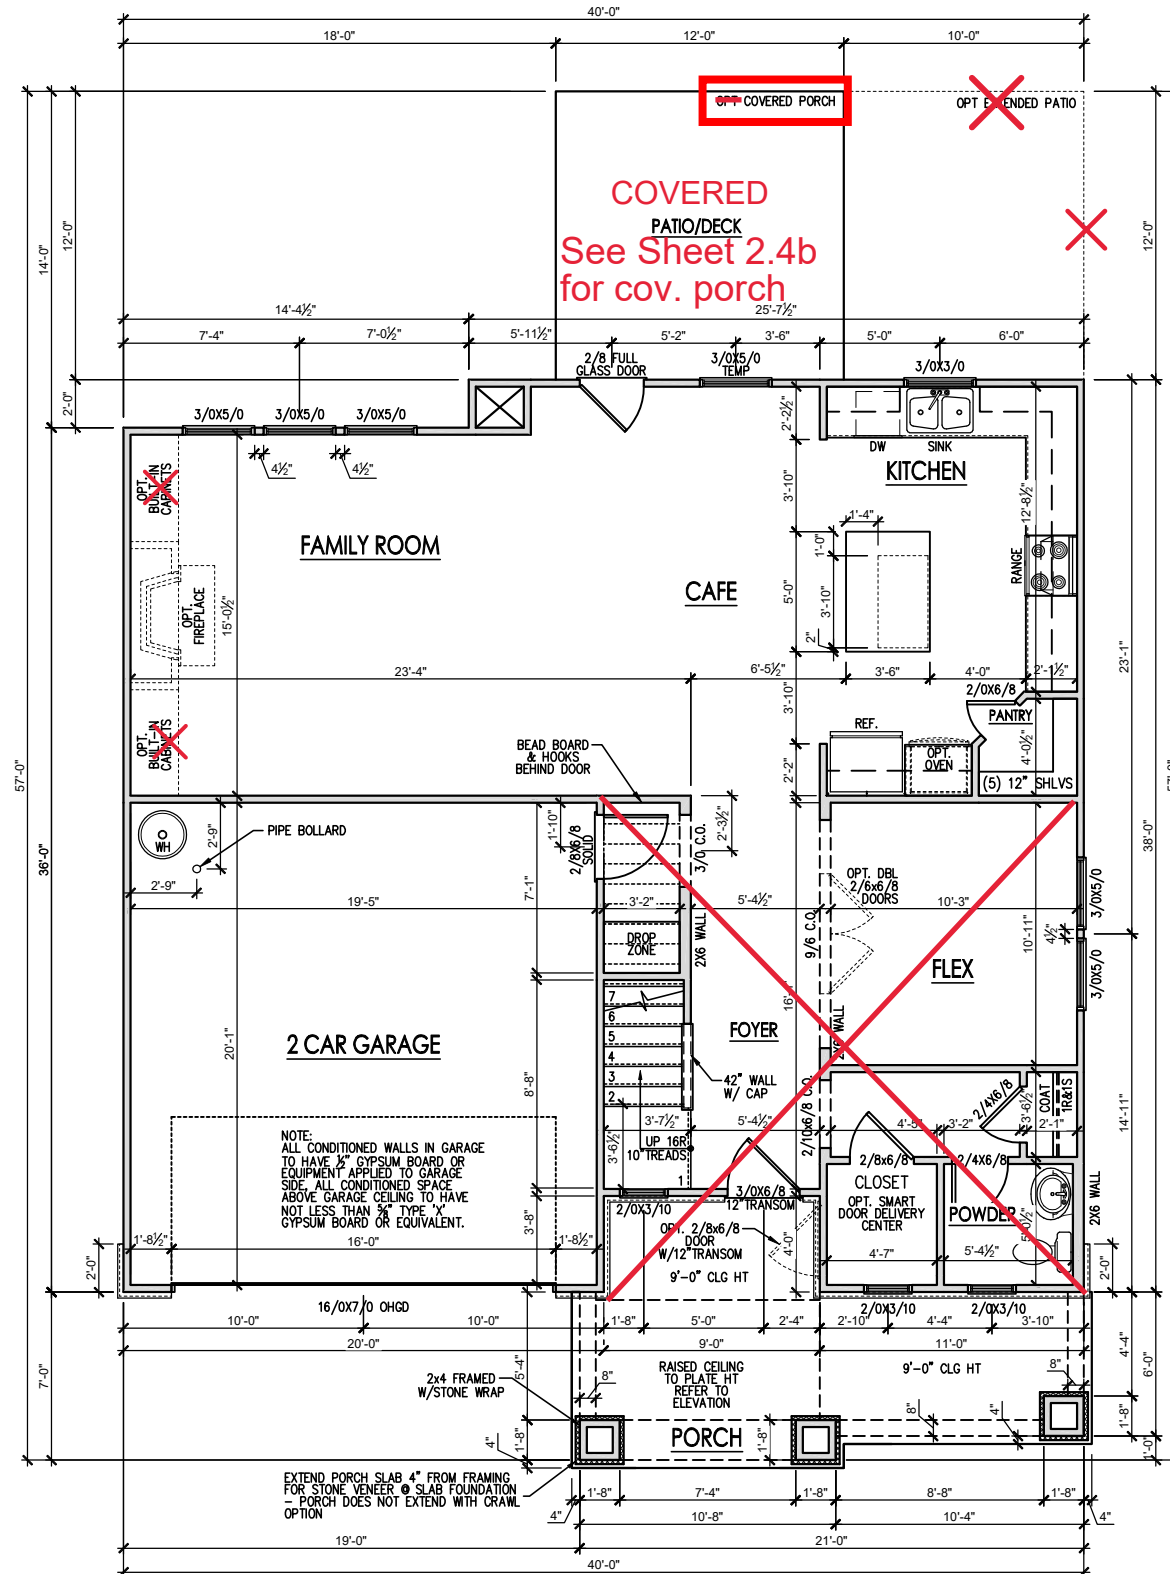 40'-0"
18'-0"
12'-0"
10'-0"
OPT COVERED PORCH
OPT EXTENDED PATIO
COVERED
PATIO/DECK
See Sheet 2.4b
for cov. porch
14'-0"
12'-0"
12'-0"
14'-4½"
25'-7½"
7'-4"
7'-0½"
5'-11½"
5'-2"
3'-6"
5'-0"
6'-0"
2/8 FULL
GLASS DOOR
3/0X5/0
TEMP
3/0X3/0
2'-0"
3/0X5/0
3/0X5/0
3/0X5/0
4½"
4½"
2'-2½"
DW
SINK
KITCHEN
OPT.
BUILT-IN
CABINETS
3'-10"
12'-8½"
FAMILY ROOM
1'-4"
1'-0"
RANGE
CAFE
5'-0"
3'-10"
2"
OPT.
FIREPLACE
15'-0½"
23'-4"
6'-5½"
3'-6"
4'-0"
2'-1½"
23'-1"
2/0X6/8
3'-10"
PANTRY
REF.
OPT.
BUILT-IN
CABINETS
BEAD BOARD
& HOOKS
BEHIND DOOR
OPT.
OVEN
4'-0½"
2'-2"
(5) 12" SHLVS
57'-0"
57'-0"
WH
2'-9"
PIPE BOLLARD
2'-9"
1'-10"
2/8X6/8
SOLID
3/0 C.O.
2'-3½"
36'-0"
38'-0"
OPT. DBL
2/6x6/8
DOORS
3/0X5/0
7'-1"
19'-5"
3'-2"
5'-4½"
10'-3"
DROP
ZONE
2X6 WALL
9/6 C.O.
10'-11"
4½"
FLEX
3/0X5/0
7
6
5
4
3
2
1
FOYER
2X6 WALL
2 CAR GARAGE
20'-1"
8'-8"
42" WALL
W/ CAP
2/10x6/8 C.O.
2/4X6/8
3'-6½"
COAT
1R&1S
14'-11"
3'-7½"
5'-4½"
4'-5"
3'-2"
2'-1"
NOTE:
ALL CONDITIONED WALLS IN GARAGE
TO HAVE ½" GYPSUM BOARD OR
EQUIPMENT APPLIED TO GARAGE
SIDE, ALL CONDITIONED SPACE
ABOVE GARAGE CEILING TO HAVE
NOT LESS THAN ⅝" TYPE 'X'
GYPSUM BOARD OR EQUIVALENT.
3'-6½"
UP 16R
10"TREADS
2/8x6/8
2/4X6/8
CLOSET
OPT. SMART
DOOR DELIVERY
CENTER
POWDER
2X6 WALL
3/0X6/8
12"TRANSOM
2/0X3/10
OPT. 2/8x6/8
DOOR
W/12"TRANSOM
4'-0"
9'-0" CLG HT
3'-8"
1'-8½"
16'-0"
1'-8½"
4'-7"
5'-4½"
2'-0"
2'-0"
16/0X7/0 OHGD
2/0X3/10
2/0X3/10
10'-0"
10'-0"
1'-8"
5'-0"
2'-4"
2'-10"
4'-4"
3'-10"
20'-0"
9'-0"
11'-0"
7'-0"
5'-4"
4'-4"
6'-0"
2x4 FRAMED
W/STONE WRAP
8"
RAISED CEILING
TO PLATE HT
REFER TO
ELEVATION
9'-0" CLG HT
8"
8"
4"
1'-8"
1'-0"
4"
1'-8"
PORCH
1'-8"
EXTEND PORCH SLAB 4" FROM FRAMING
FOR STONE VENEER @ SLAB FOUNDATION
- PORCH DOES NOT EXTEND WITH CRAWL
OPTION
1'-8"
7'-4"
1'-8"
8'-8"
1'-8"
4"
10'-8"
10'-4"
4"
19'-0"
21'-0"
40'-0"